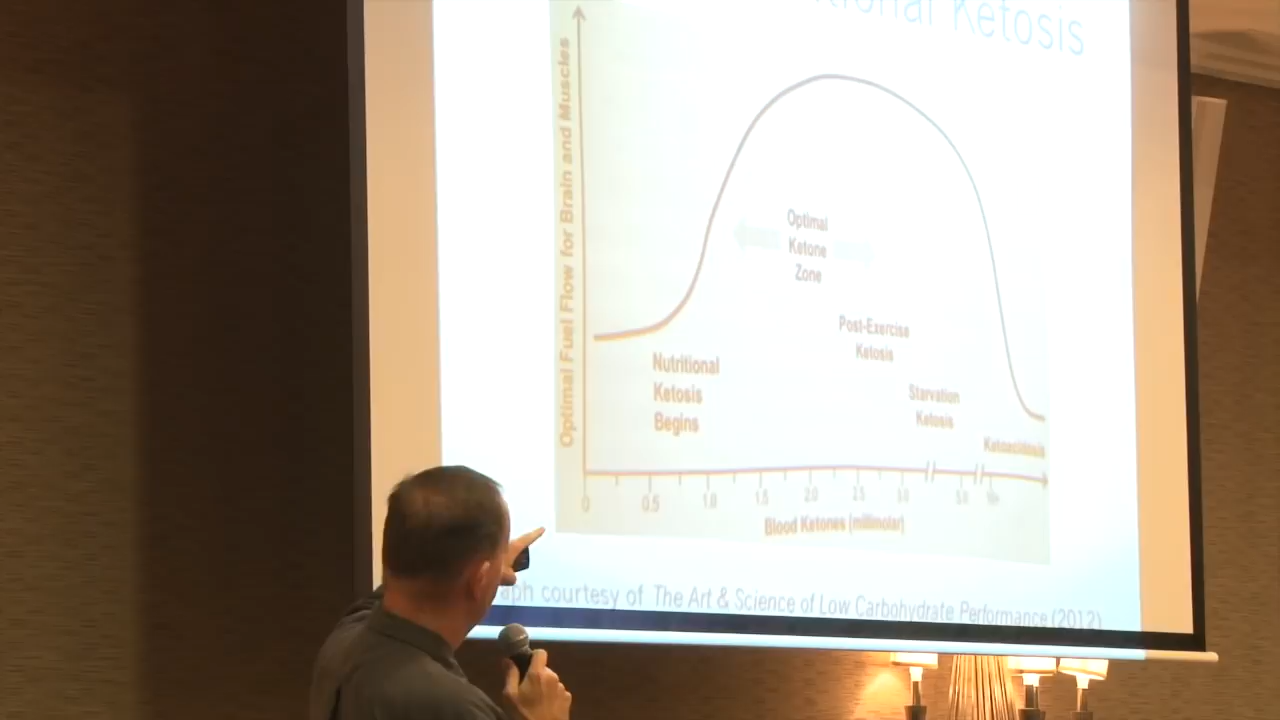 Ketosis
Optimal Fuel Flow for Brain and Muscles
Optimal
Ketone
Zone
Post-Exercise
Ketosis
Starvation
Ketosis
Nutritional
Ketosis
Begins
Ketoacidosis
0 0.5 1.0 1.5 2.0 2.5 3.0 5.0
Blood Ketones (millimolar)
courtesy of The Art & Science of Low Carbohydrate Performance (2012)